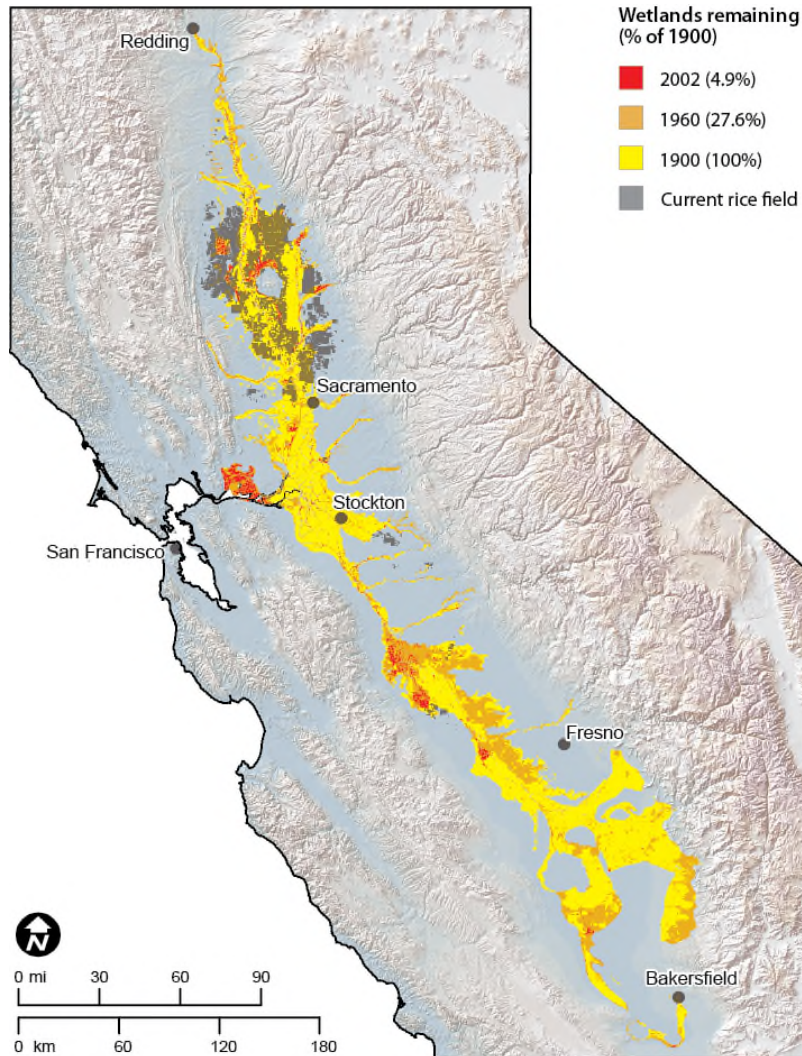 Wetlands remaining
(% of 1900)
2002 (4.9%)
1960 (27.6%)
1900 (100%)
Current rice field
Redding
Sacramento
Stockton
San Francisco
Fresno
Bakersfield
N
0 mi 30 60 90
0 km 60 120 180